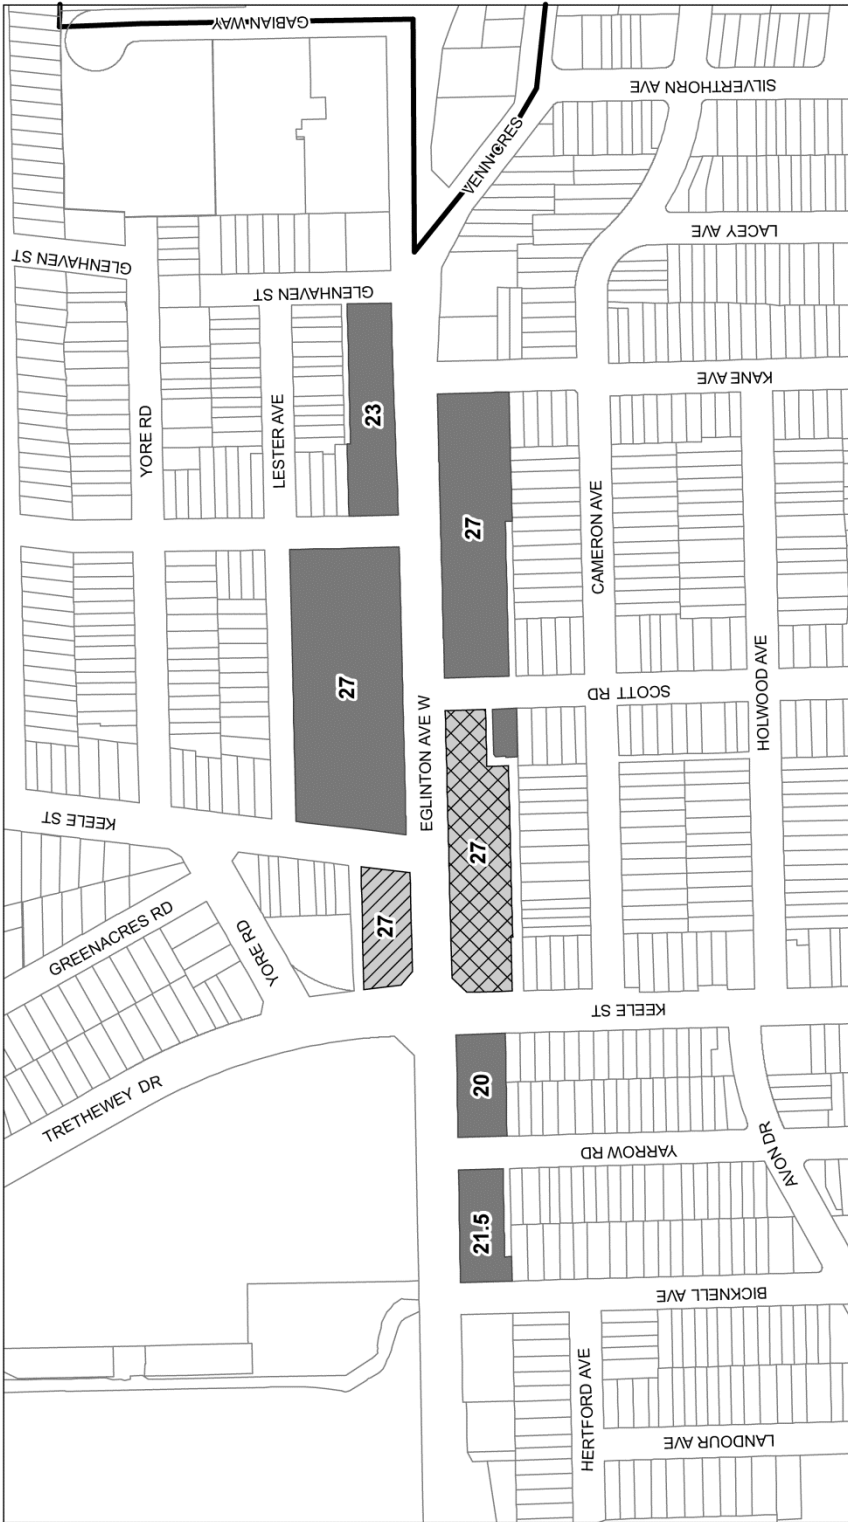 GABIAN WAY
SILVERTHORN AVE
VENN CRES
LACEY AVE
GLENHAVEN ST
GLENHAVEN ST
KANE AVE
YORE RD
LESTER AVE
23
27
CAMERON AVE
27
EGLINTON AVE W
SCOTT RD
HOLWOOD AVE
KEELE ST
27
27
GREENACRES RD
YORE RD
KEELE ST
TRETHEWEY DR
20
YARROW RD
AVON DR
21.5
BICKNELL AVE
HERTFORD AVE
LANDOUR AVE